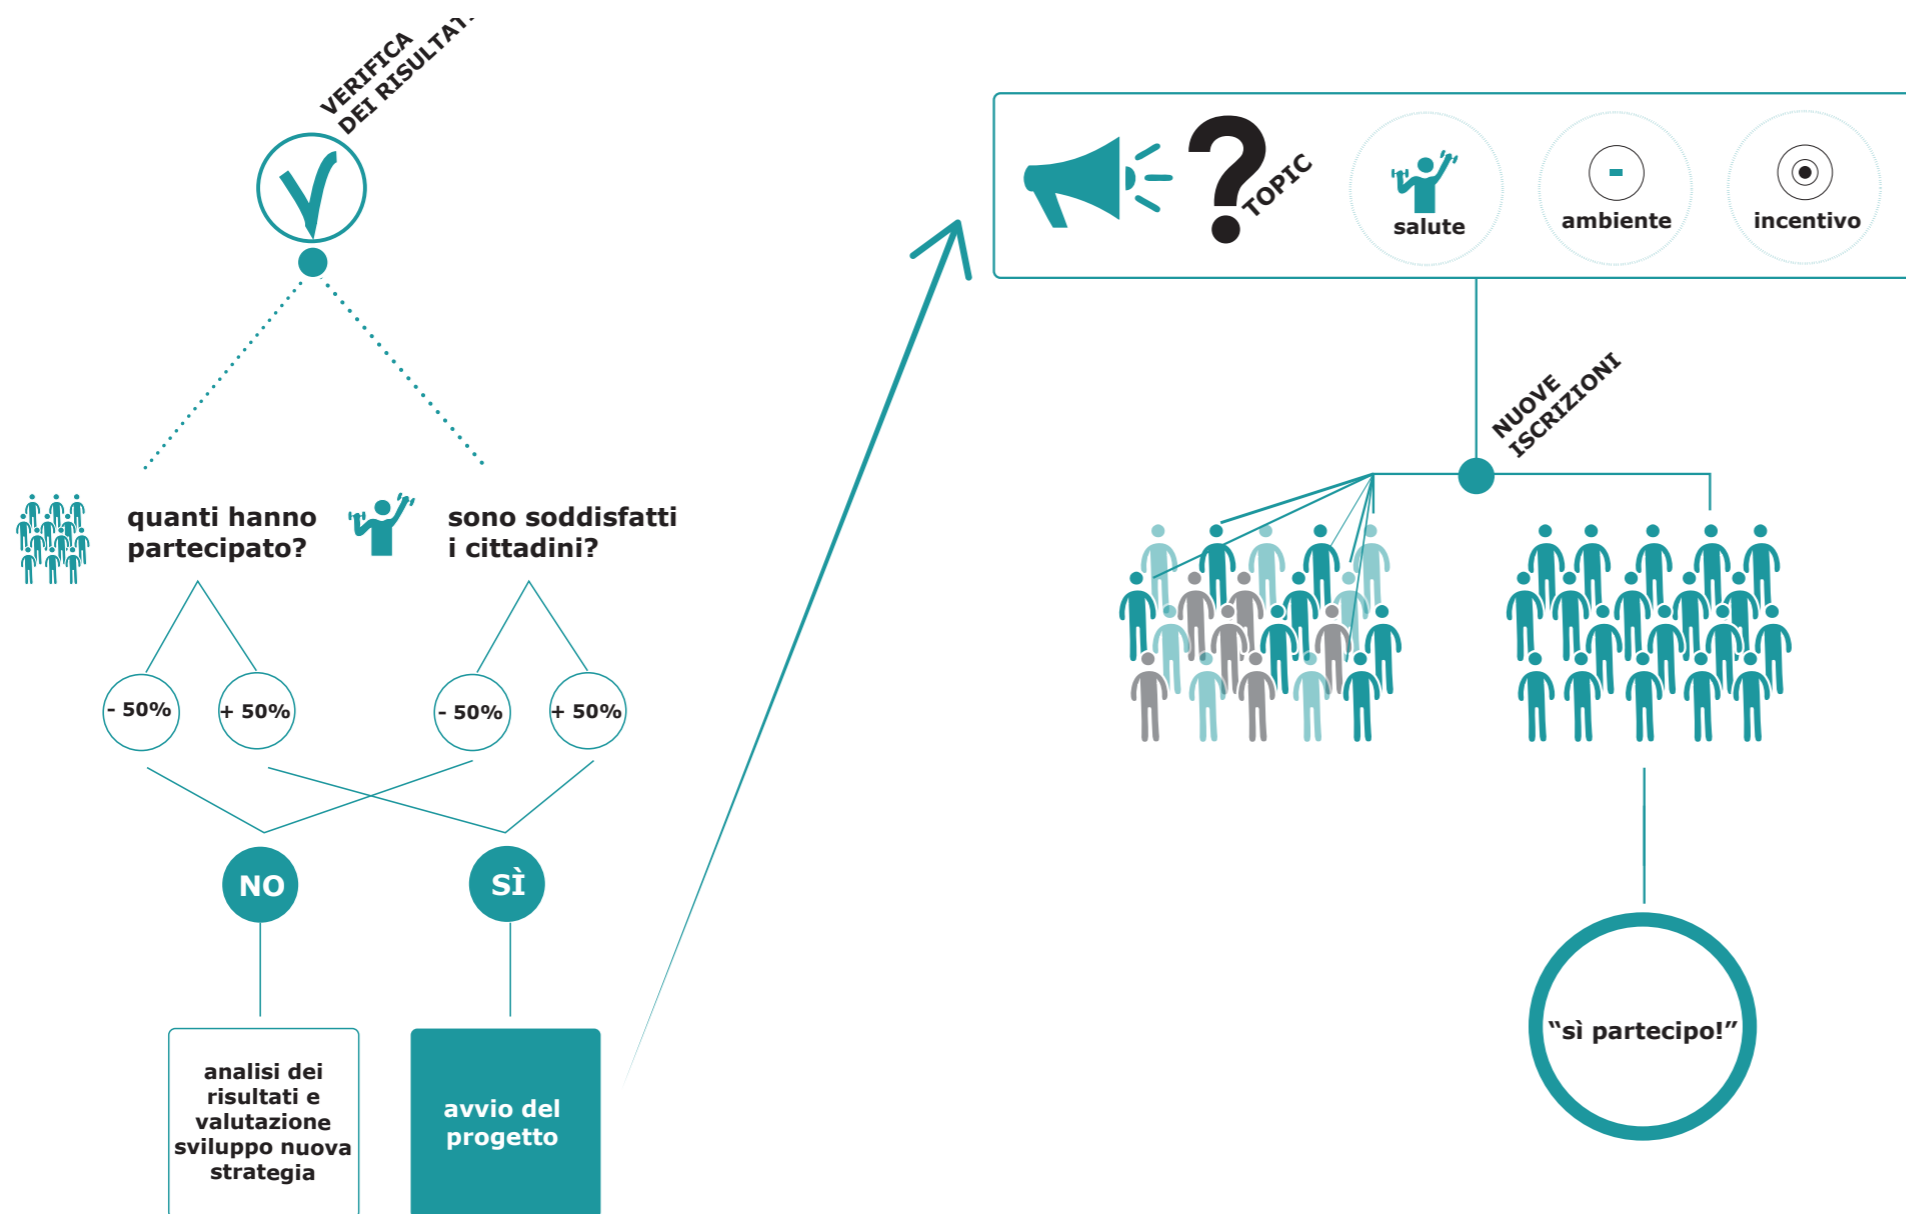 VERIFICA
DEI RISULTATI
quanti hanno
partecipato?
sono soddisfatti
i cittadini?
- 50%
+ 50%
- 50%
+ 50%
NO
SÌ
analisi dei
risultati e
valutazione
sviluppo nuova
strategia
avvio del
progetto
?
TOPIC
salute
ambiente
incentivo
NUOVE
ISCRIZIONI
“sì partecipo!”